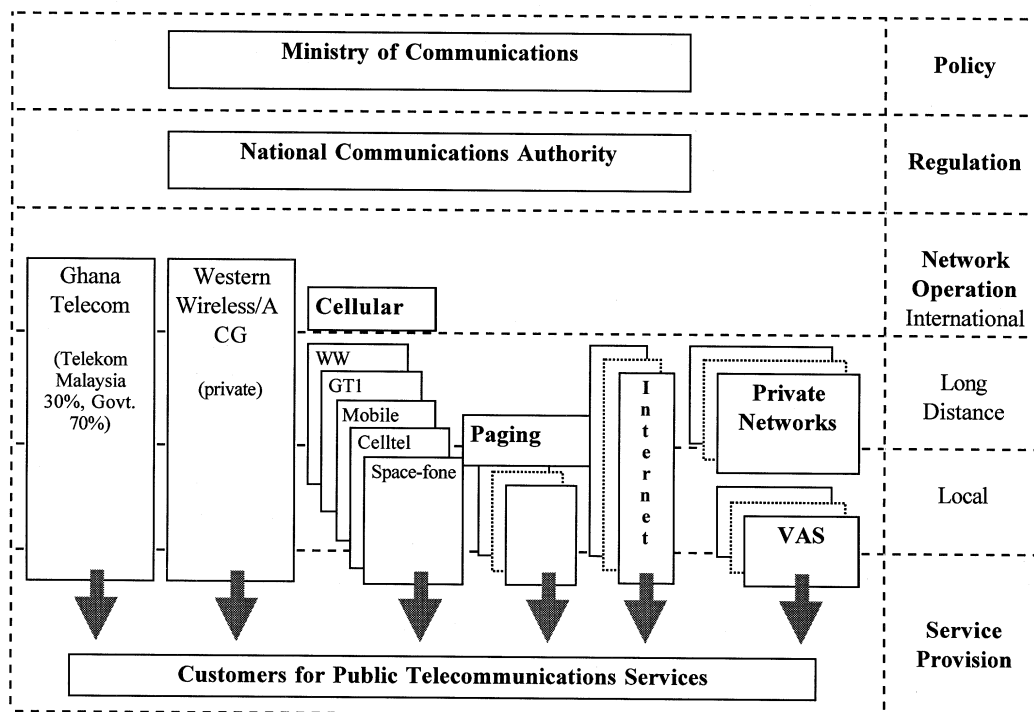 Ministry of Communications
Policy
National Communications Authority
Regulation
Ghana
Telecom
(Telekom
Malaysia
30%, Govt.
70%)
Western
Wireless/A
CG
(private)
Cellular
WW
GT1
Mobile
Celltel
Space-fone
Paging
Internet
Private
Networks
VAS
Network
Operation
International
Long
Distance
Local
Service
Provision
Customers for Public Telecommunications Services